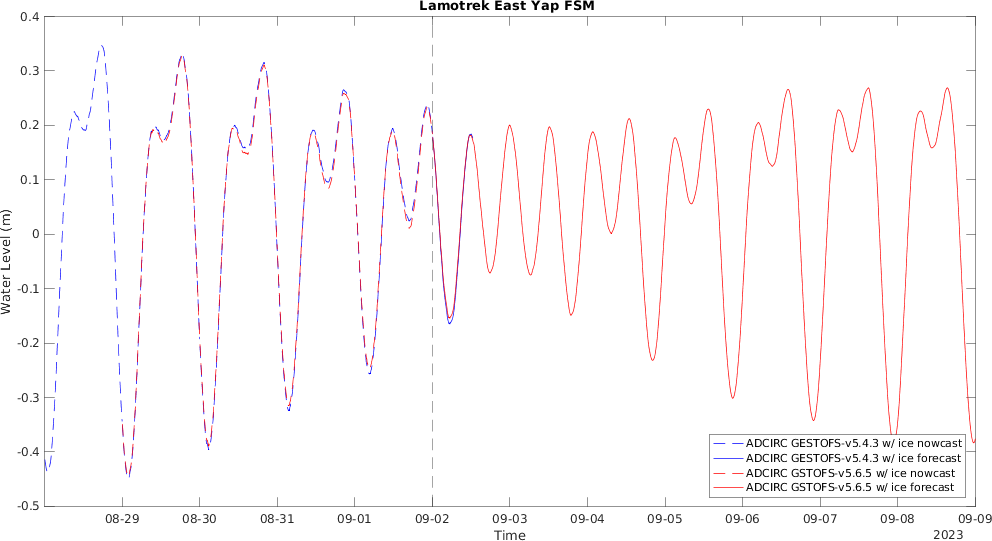 Lamotrek East Yap FSM
0.4
0.3
0.2
0.1
0
-0.1
-0.2
-0.3
-0.4
-0.5
Water Level (m)
ADCIRC GESTOFS-v5.4.3 w/ ice nowcast
ADCIRC GESTOFS-v5.4.3 w/ ice forecast
ADCIRC GSTOFS-v5.6.5 w/ ice nowcast
ADCIRC GSTOFS-v5.6.5 w/ ice forecast
08-29 08-30 08-31 09-01 09-02 09-03 09-04 09-05 09-06 09-07 09-08 09-09
Time
2023